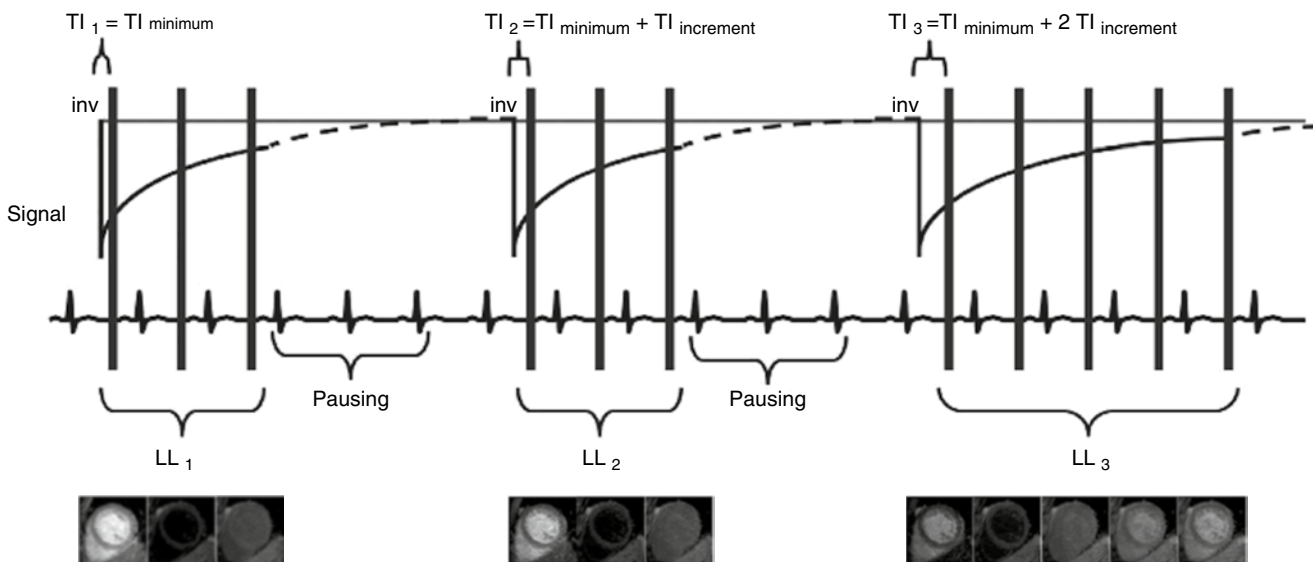 TI 1 = TI minimum
TI 2 =TI minimum + TI increment
TI 3 =TI minimum + 2 TI increment
inv
inv
inv
Signal
Pausing
Pausing
LL 1
LL 2
LL 3